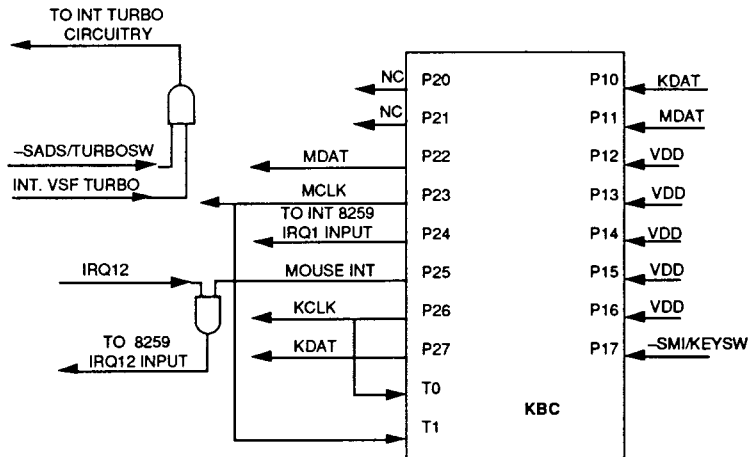 TO INT TURBO
CIRCUITRY
–SADS/TURBOSW
INT. VSF TURBO
NC P20 P10 KDAT
NC P21 P11 MDAT
MDAT P22 P12 VDD
MCLK P23 P13 VDD
TO INT 8259
IRQ1 INPUT P24 P14 VDD
IRQ12 MOUSE INT P25 P15 VDD
KCLK P26 P16 VDD
TO 8259
IRQ12 INPUT
KDAT P27 P17 –SMI/KEYSW
T0
KBC
T1